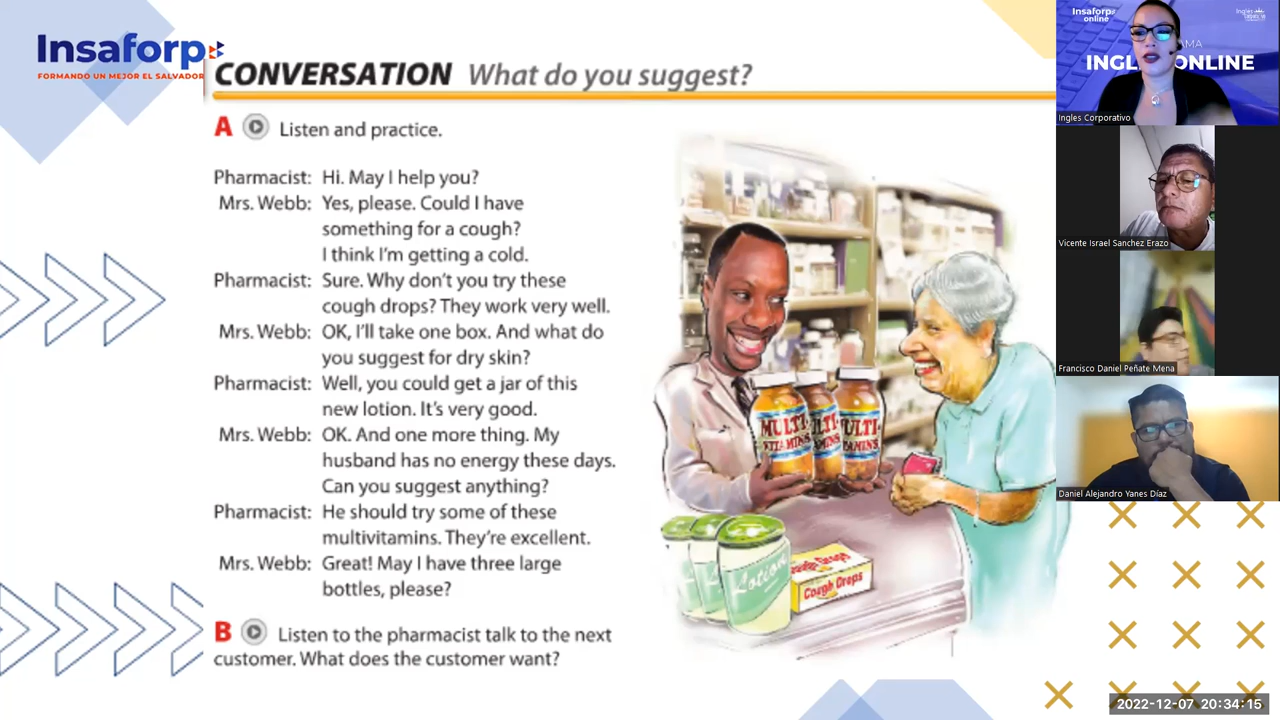 Insaforp
FORMANDO UN MEJOR EL SALVADOR
CONVERSATION What do you suggest?
A Listen and practice.
Pharmacist: Hi. May I help you?
Mrs. Webb: Yes, please. Could I have
something for a cough?
I think I'm getting a cold.
Pharmacist: Sure. Why don't you try these
cough drops? They work very well.
Mrs. Webb: OK, I'll take one box. And what do
you suggest for dry skin?
Pharmacist: Well, you could get a jar of this
new lotion. It's very good.
Mrs. Webb: OK. And one more thing. My
husband has no energy these days.
Can you suggest anything?
Pharmacist: He should try some of these
multivitamins. They're excellent.
Mrs. Webb: Great! May I have three large
bottles, please?
B Listen to the pharmacist talk to the next
customer. What does the customer want?
MULTI-
VITAMINS
Lotion
Cough Drops
Cough Drops
Insaforp
online
INGL ONLINE
Ingles Corporativo
Vicente Israel Sanchez Erazo
Francisco Daniel Peñate Mena
Daniel Alejandro Yanes Díaz
2022-12-07 20:34:15